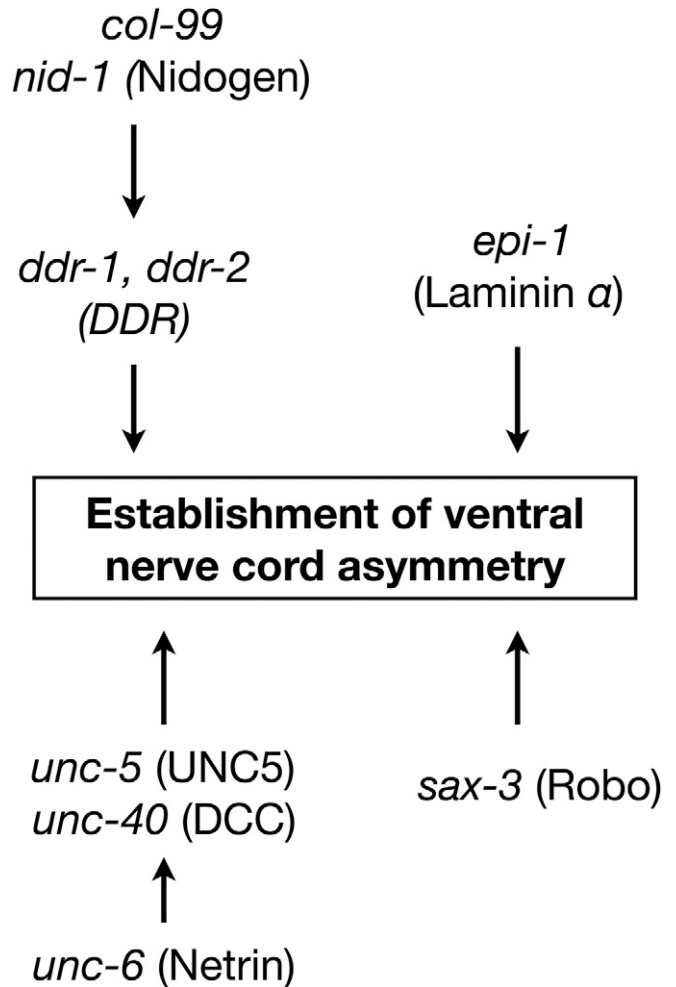 col-99
nid-1 (Nidogen)
ddr-1, ddr-2
(DDR)
epi-1
(Laminin α)
Establishment of ventral
nerve cord asymmetry
unc-5 (UNC5)
unc-40 (DCC)
sax-3 (Robo)
unc-6 (Netrin)